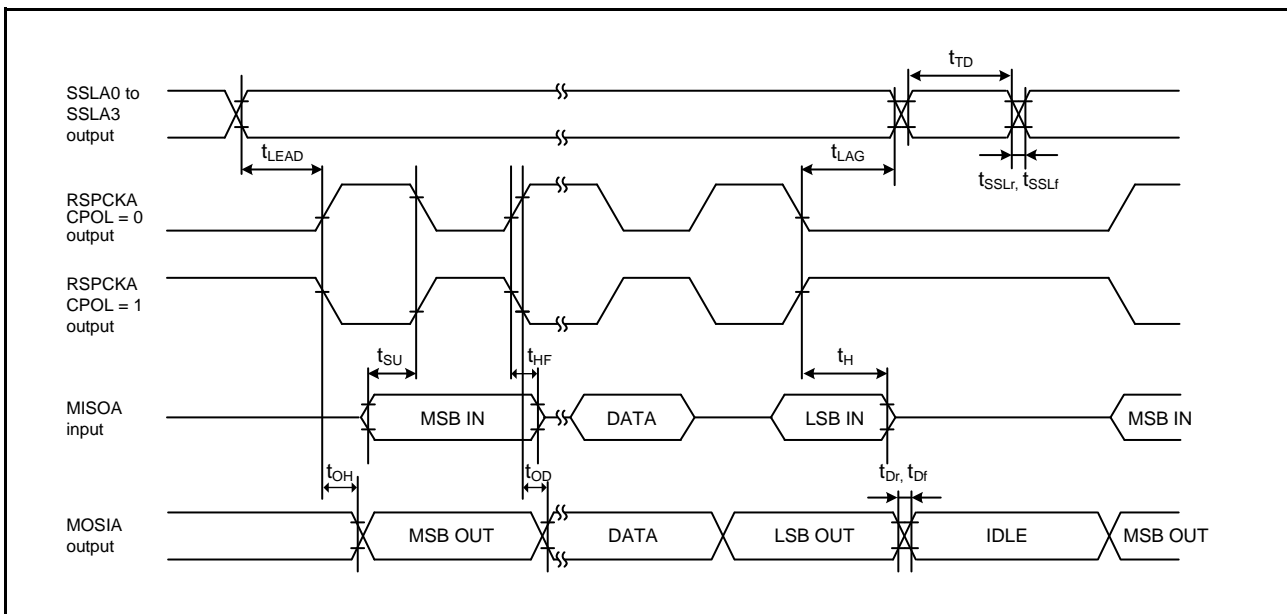 tTD
SSLA0 to
SSLA3
output
tLEAD
tLAG
tSSLr, tSSLf
RSPCKA
CPOL = 0
output
RSPCKA
CPOL = 1
output
tSU
tHF
tH
MISOA
input
MSB IN
DATA
LSB IN
MSB IN
tOH
tOD
tDr, tDf
MOSIA
output
MSB OUT
DATA
LSB OUT
IDLE
MSB OUT